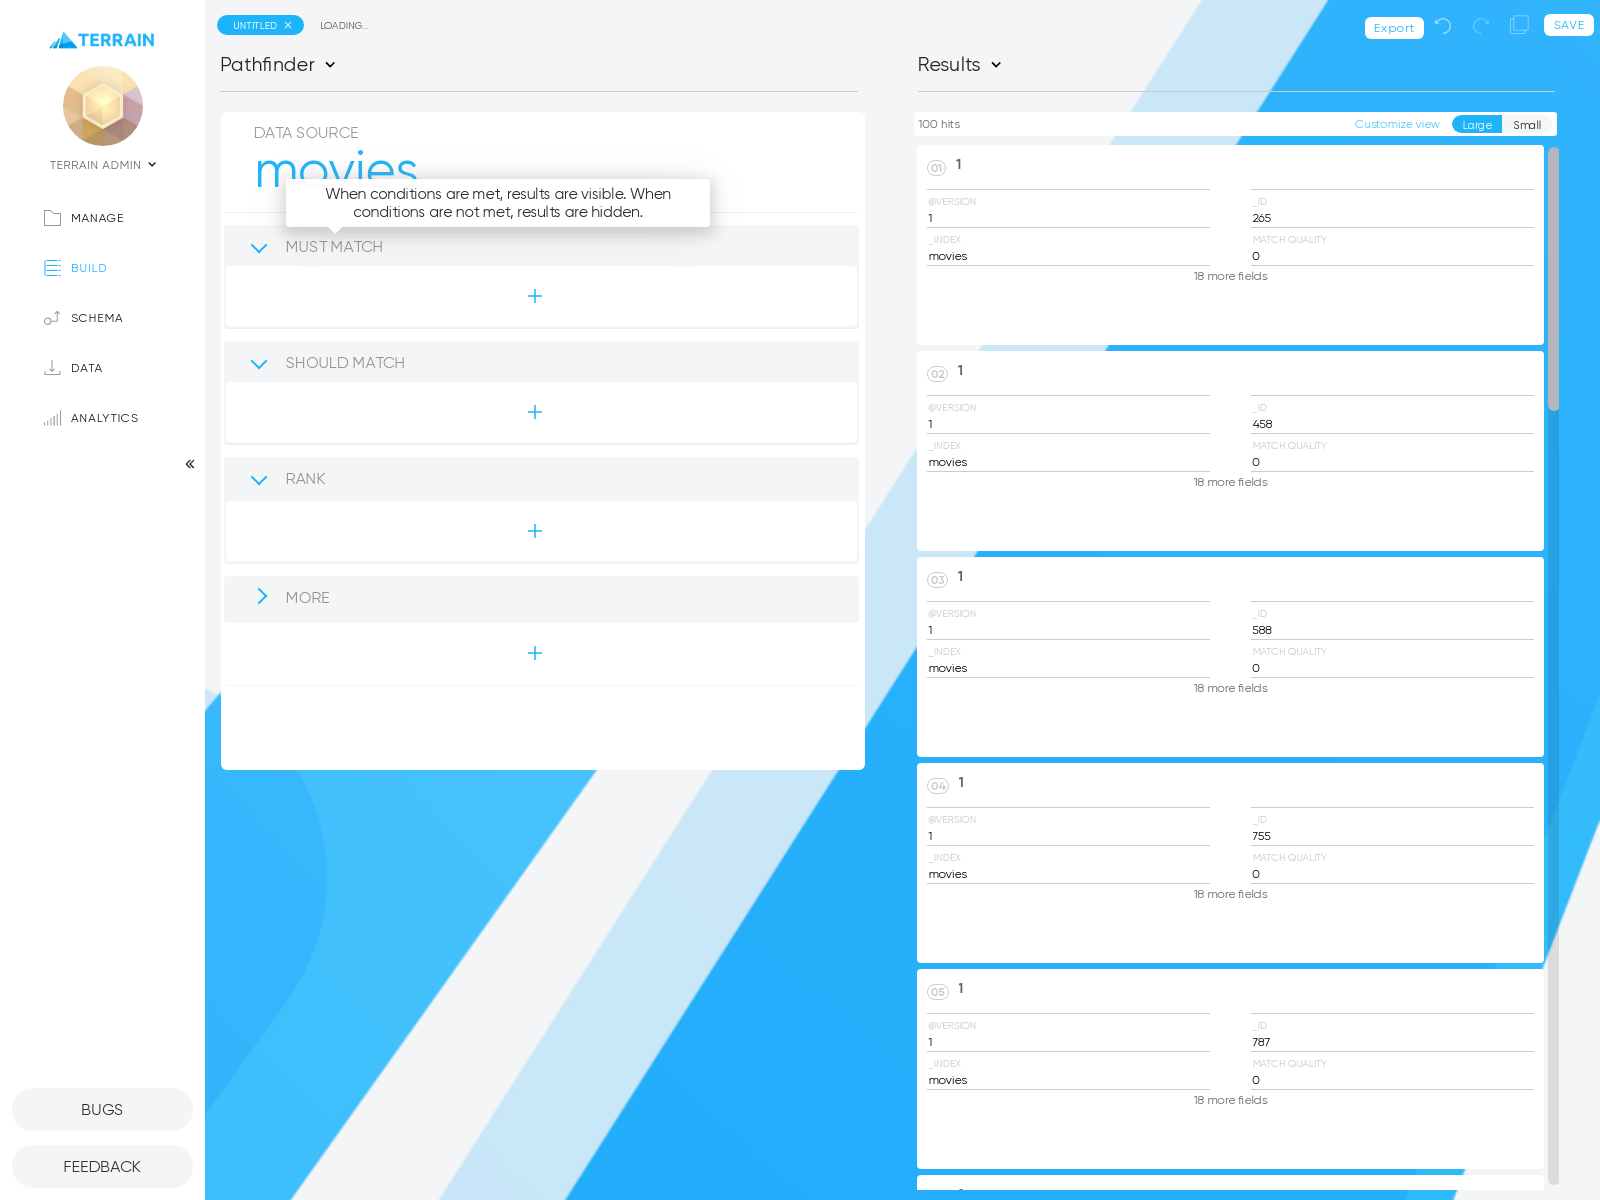 TERRAIN
TERRAIN ADMIN
MANAGE
BUILD
SCHEMA
DATA
ANALYTICS
BUGS
FEEDBACK
UNTITLED
LOADING...
Pathfinder
DATA SOURCE
movies
When conditions are met, results are visible. When
conditions are not met, results are hidden.
MUST MATCH
SHOULD MATCH
RANK
MORE
Export
SAVE
Results
100 hits
Customize view
Large
Small
01 1
@VERSION
1
_ID
265
_INDEX
movies
MATCH QUALITY
0
18 more fields
02 1
@VERSION
1
_ID
458
_INDEX
movies
MATCH QUALITY
0
18 more fields
03 1
@VERSION
1
_ID
588
_INDEX
movies
MATCH QUALITY
0
18 more fields
04 1
@VERSION
1
_ID
755
_INDEX
movies
MATCH QUALITY
0
18 more fields
05 1
@VERSION
1
_ID
787
_INDEX
movies
MATCH QUALITY
0
18 more fields